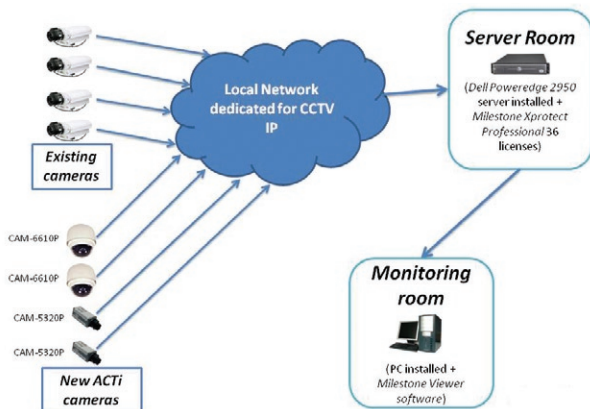 Local Network
dedicated for CCTV
IP
Server Room
(Dell Poweredge 2950
server installed +
Milestone Xprotect
Professional 36
licenses)
Existing
cameras
CAM-6610P
CAM-6610P
CAM-5320P
CAM-5320P
New ACTi
cameras
Monitoring
room
(PC installed +
Milestone Viewer
software)